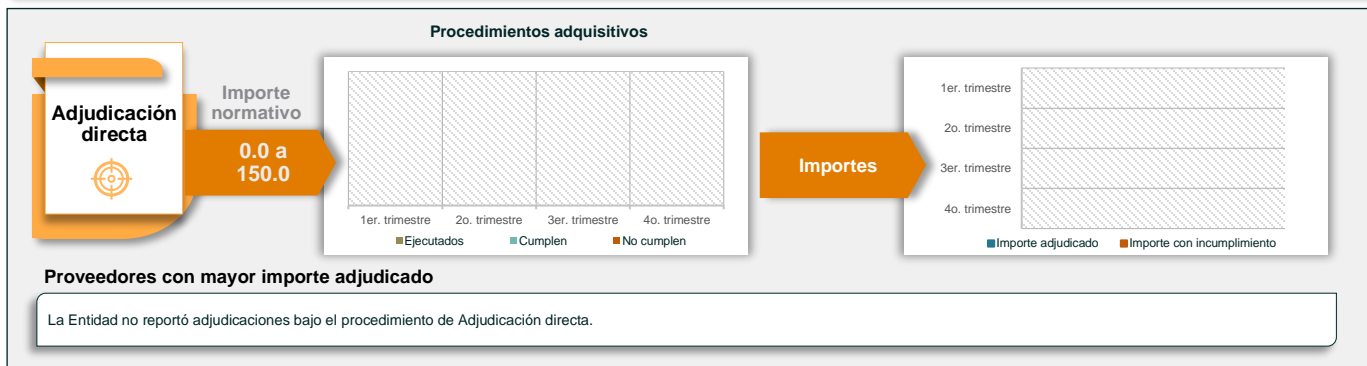 Procedimientos adquisitivos
Adjudicación
directa
Importe
normativo
0.0 a
150.0
1er. trimestre 2o. trimestre 3er. trimestre 4o. trimestre
Ejecutados Cumplen No cumplen
Importes
1er. trimestre
2o. trimestre
3er. trimestre
4o. trimestre
Importe adjudicado Importe con incumplimiento
Proveedores con mayor importe adjudicado
La Entidad no reportó adjudicaciones bajo el procedimiento de Adjudicación directa.